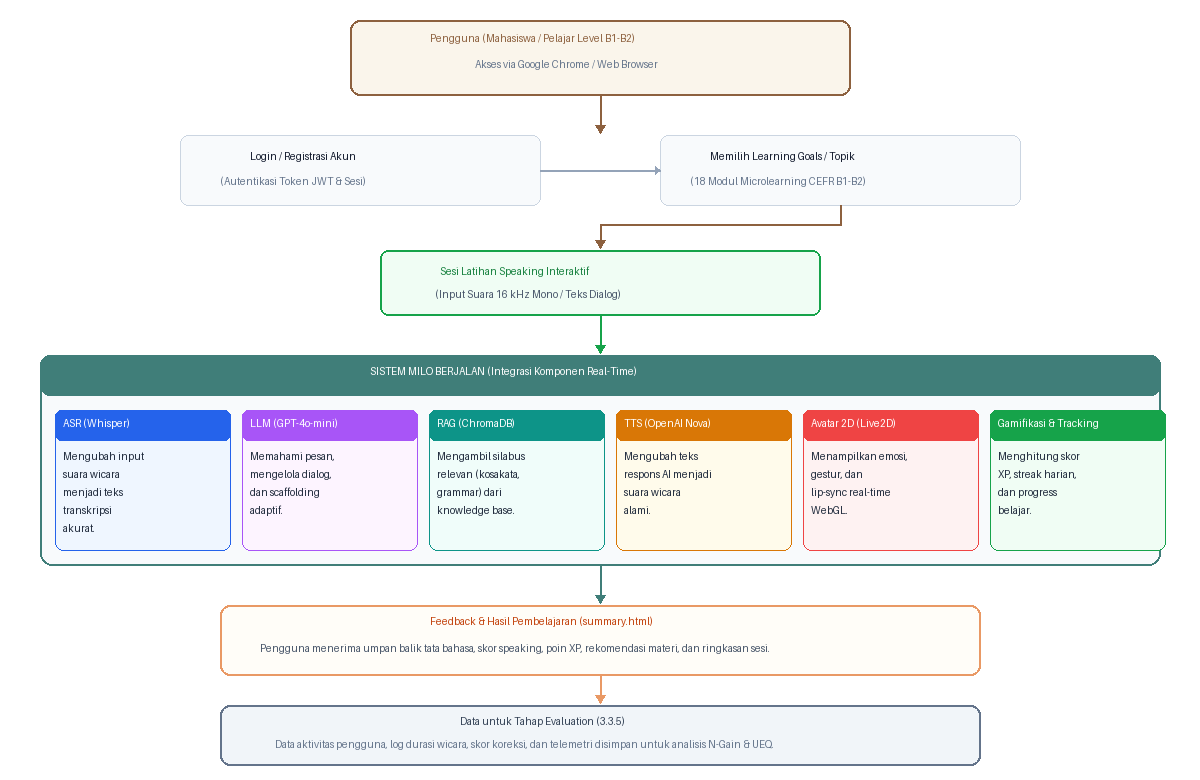 Pengguna (Mahasiswa / Pelajar Level B1-B2)
Akses via Google Chrome / Web Browser
Login / Registrasi Akun
(Autentikasi Token JWT & Sesi)
Memilih Learning Goals / Topik
(18 Modul Microlearning CEFR B1-B2)
Sesi Latihan Speaking Interaktif
(Input Suara 16 kHz Mono / Teks Dialog)
SISTEM MILO BERJALAN (Integrasi Komponen Real-Time)
ASR (Whisper)
Mengubah input
suara wicara
menjadi teks
transkripsi
akurat.
LLM (GPT-4o-mini)
Memahami pesan,
mengelola dialog,
dan scaffolding
adaptif.
RAG (ChromaDB)
Mengambil silabus
relevan (kosakata,
grammar) dari
knowledge base.
TTS (OpenAI Nova)
Mengubah teks
respons AI menjadi
suara wicara
alami.
Avatar 2D (Live2D)
Menampilkan emosi,
gestur, dan
lip-sync real-time
WebGL.
Gamifikasi & Tracking
Menghitung skor
XP, streak harian,
dan progress
belajar.
Feedback & Hasil Pembelajaran (summary.html)
Pengguna menerima umpan balik tata bahasa, skor speaking, poin XP, rekomendasi materi, dan ringkasan sesi.
Data untuk Tahap Evaluation (3.3.5)
Data aktivitas pengguna, log durasi wicara, skor koreksi, dan telemetri disimpan untuk analisis N-Gain & UEQ.